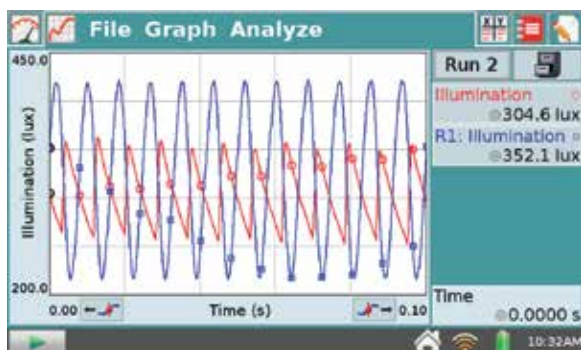 File Graph Analyze
450.0
Illumination (lux)
200.0
0.00
Time (s)
0.10
Run 2
Illumination
304.6 lux
R1: Illumination
352.1 lux
Time
0.0000 s
10:32AM